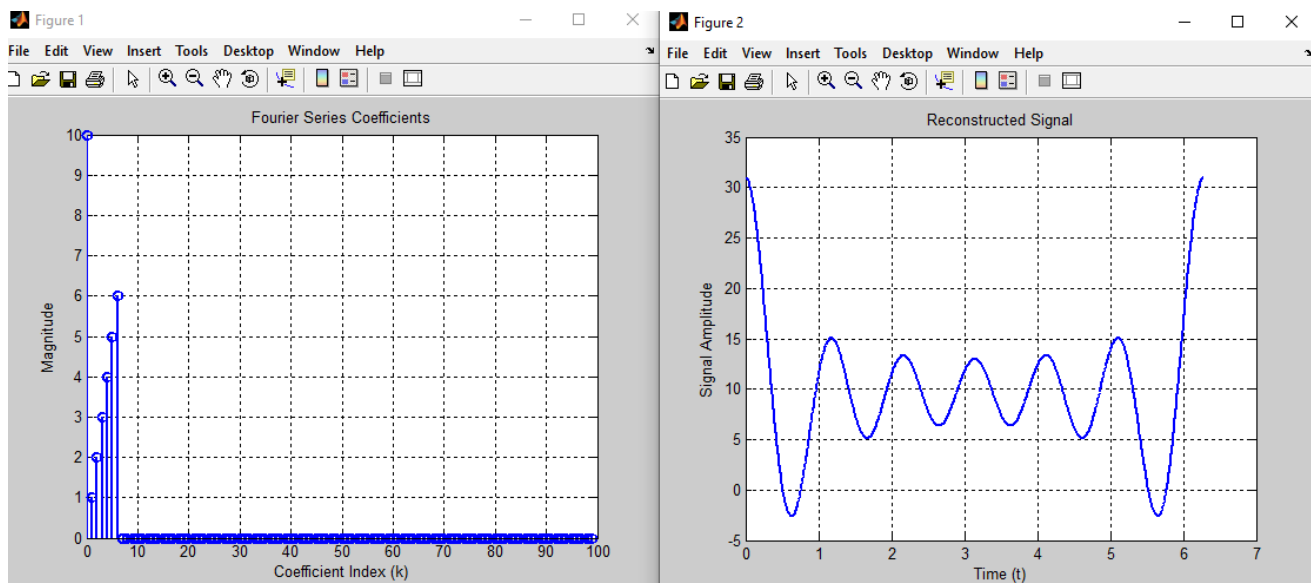 Figure 1
File Edit View Insert Tools Desktop Window Help
Fourier Series Coefficients
10
9
8
7
6
5
4
3
2
1
0
Magnitude
0 10 20 30 40 50 60 70 80 90 100
Coefficient Index (k)
Figure 2
File Edit View Insert Tools Desktop Window Help
Reconstructed Signal
35
30
25
20
15
10
5
0
-5
Signal Amplitude
0 1 2 3 4 5 6 7
Time (t)